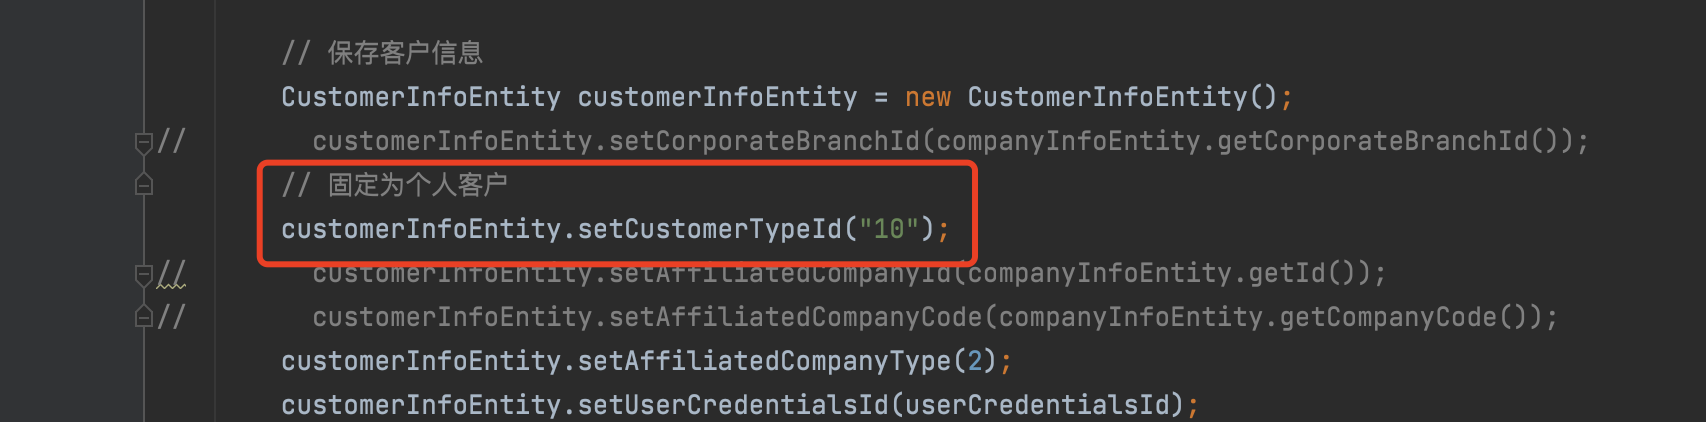 // 保存客户信息
CustomerInfoEntity customerInfoEntity = new CustomerInfoEntity();
// customerInfoEntity.setCorporateBranchId(companyInfoEntity.getCorporateBranchId());
// 固定为个人客户
customerInfoEntity.setCustomerTypeId("10");
// customerInfoEntity.setAffiliatedCompanyId(companyInfoEntity.getId());
// customerInfoEntity.setAffiliatedCompanyCode(companyInfoEntity.getCompanyCode());
customerInfoEntity.setAffiliatedCompanyType(2);
customerInfoEntity.setUserCredentialsId(userCredentialsId);